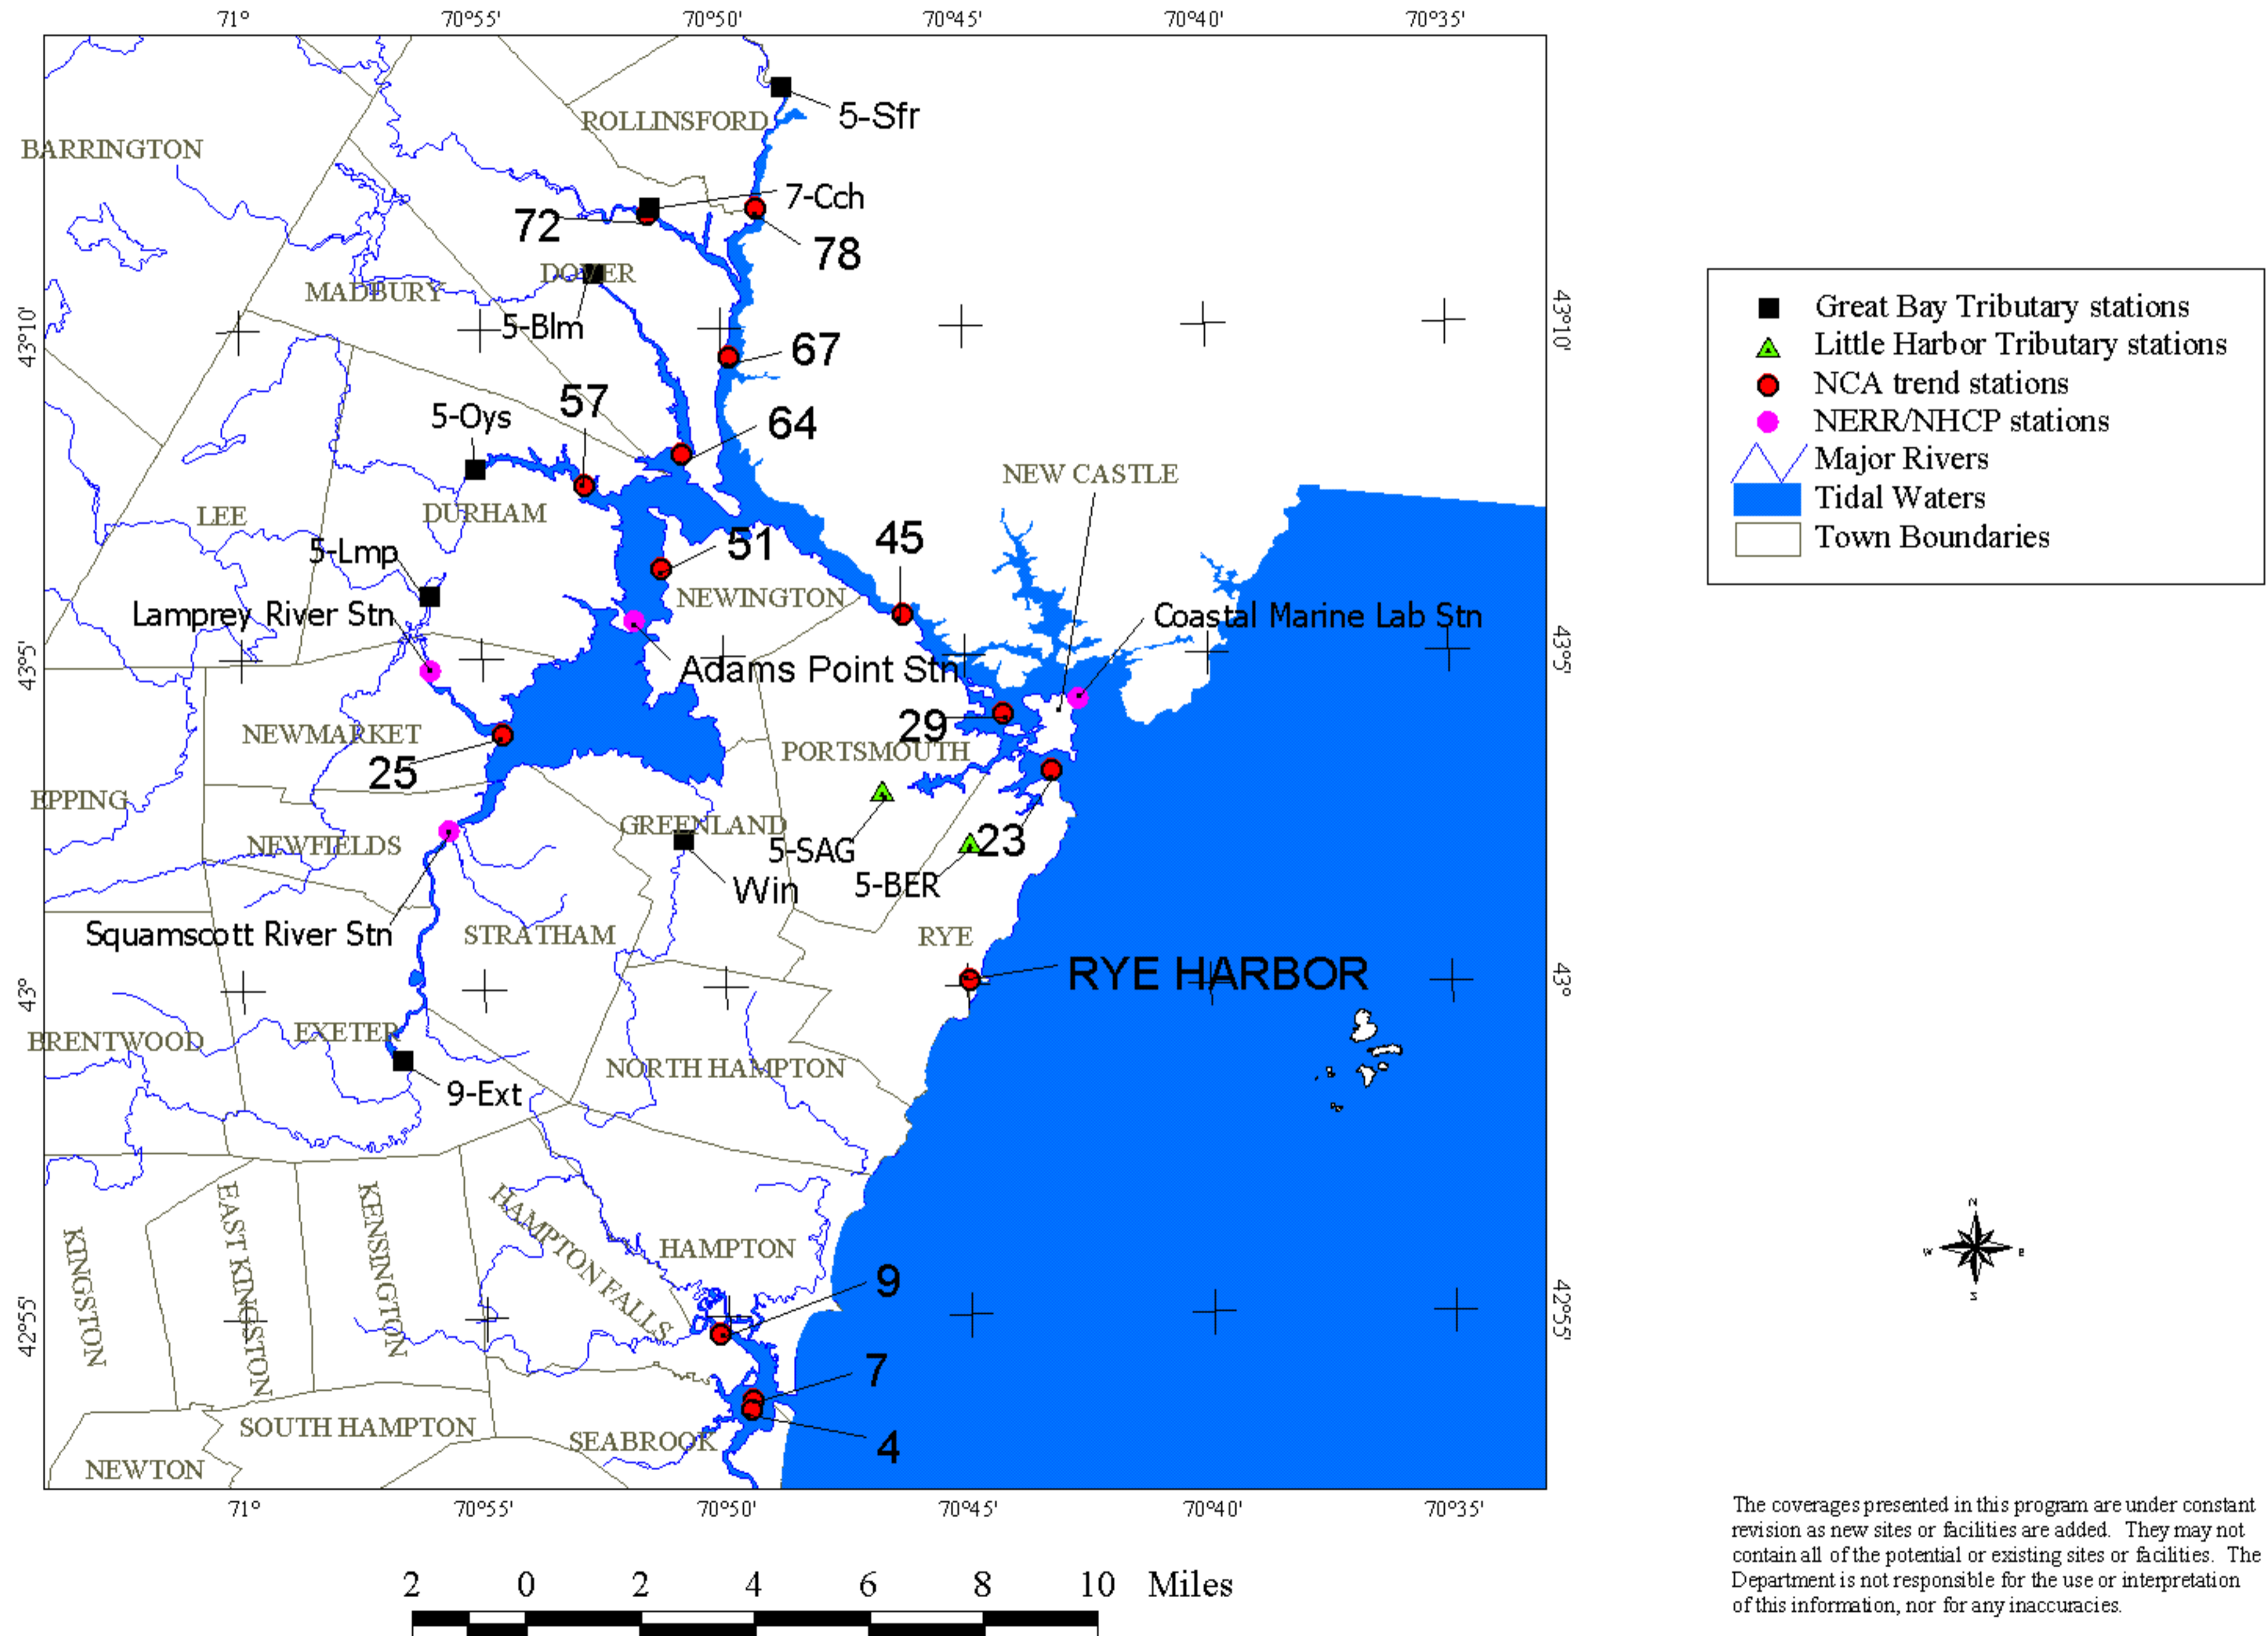 71° 70°55' 70°50' 70°45' 70°40' 70°35'
5-Sfr
ROLLINSFORD
BARRINGTON
7-Cch
72
78
DOVER
MADBURY
5-Blm
43°10'
43°10'
67
57
5-Oys
64
NEW CASTLE
LEE
DURHAM
51
45
5-Lmp
NEWINGTON
Lamprey River Stn
Coastal Marine Lab Stn
43°5'
43°5'
Adams Point Stn
29
NEWMARKET
PORTSMOUTH
25
EPPING
GREENLAND
NEWFIELDS
5-SAG
23
5-BER
Win
Squamscott River Stn
STRATHAM
RYE
RYE HARBOR
43°
43°
EXETER
BRENTWOOD
NORTH HAMPTON
9-Ext
KINGSTON
EAST KINGSTON
KENSINGTON
HAMPTON FALLS
HAMPTON
9
42°55'
42°55'
7
SOUTH HAMPTON
SEABROOK
4
NEWTON
71° 70°55' 70°50' 70°45' 70°40' 70°35'
2 0 2 4 6 8 10 Miles
Great Bay Tributary stations
Little Harbor Tributary stations
NCA trend stations
NERR/NHCP stations
Major Rivers
Tidal Waters
Town Boundaries
N
W E
S
The coverages presented in this program are under constant
revision as new sites or facilities are added. They may not
contain all of the potential or existing sites or facilities. The
Department is not responsible for the use or interpretation
of this information, nor for any inaccuracies.